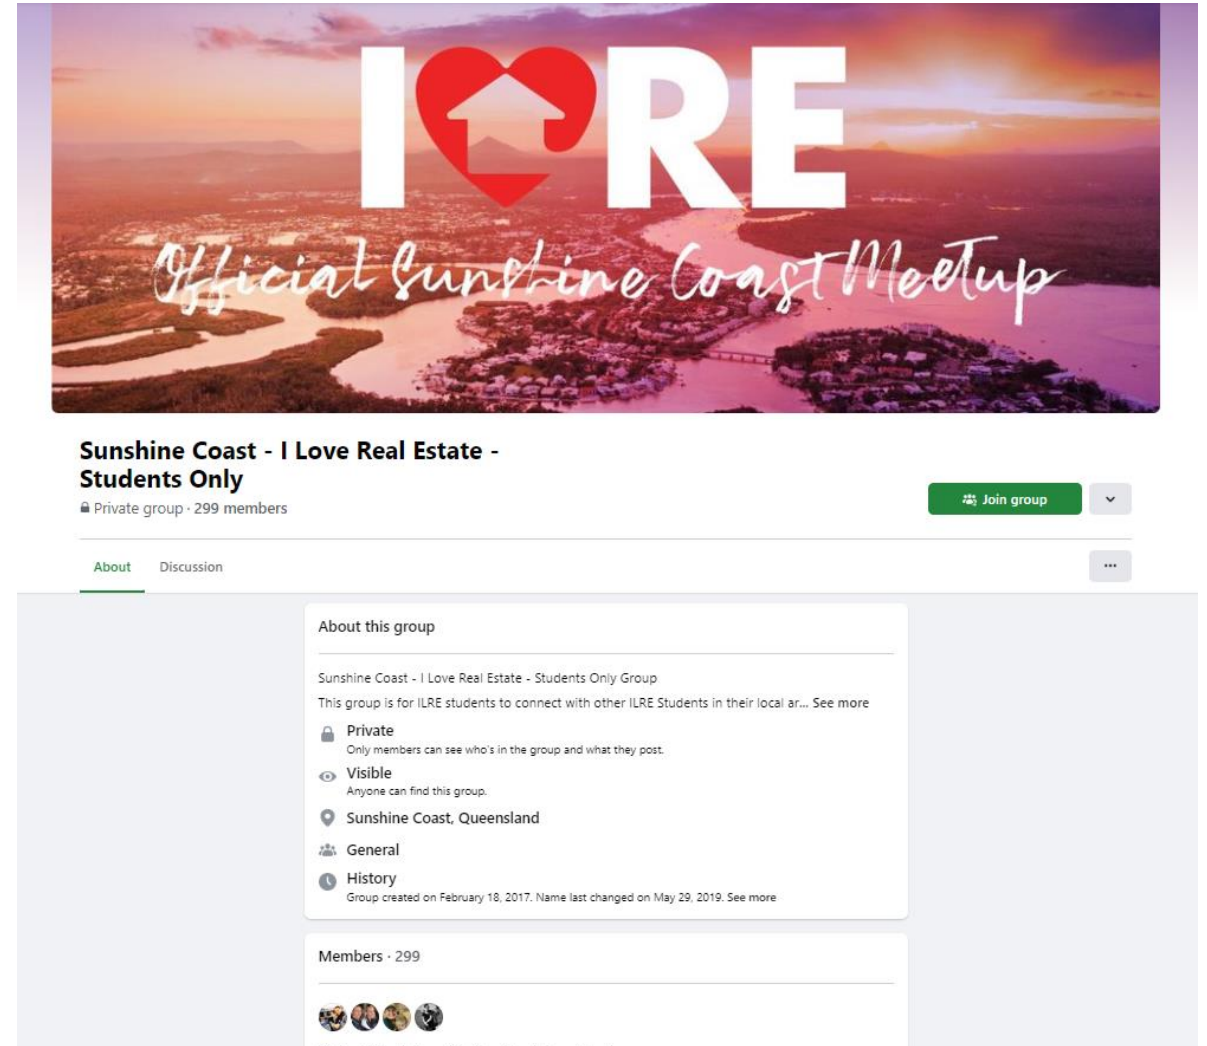 I RE
Official Sunshine Coast Meetup
Sunshine Coast - I Love Real Estate -
Students Only
Private group · 299 members
Join group
About Discussion
...
About this group
Sunshine Coast - I Love Real Estate - Students Only Group
This group is for ILRE students to connect with other ILRE Students in their local ar... See more
Private
Only members can see who's in the group and what they post.
Visible
Anyone can find this group.
Sunshine Coast, Queensland
General
History
Group created on February 18, 2017. Name last changed on May 29, 2019. See more
Members · 299